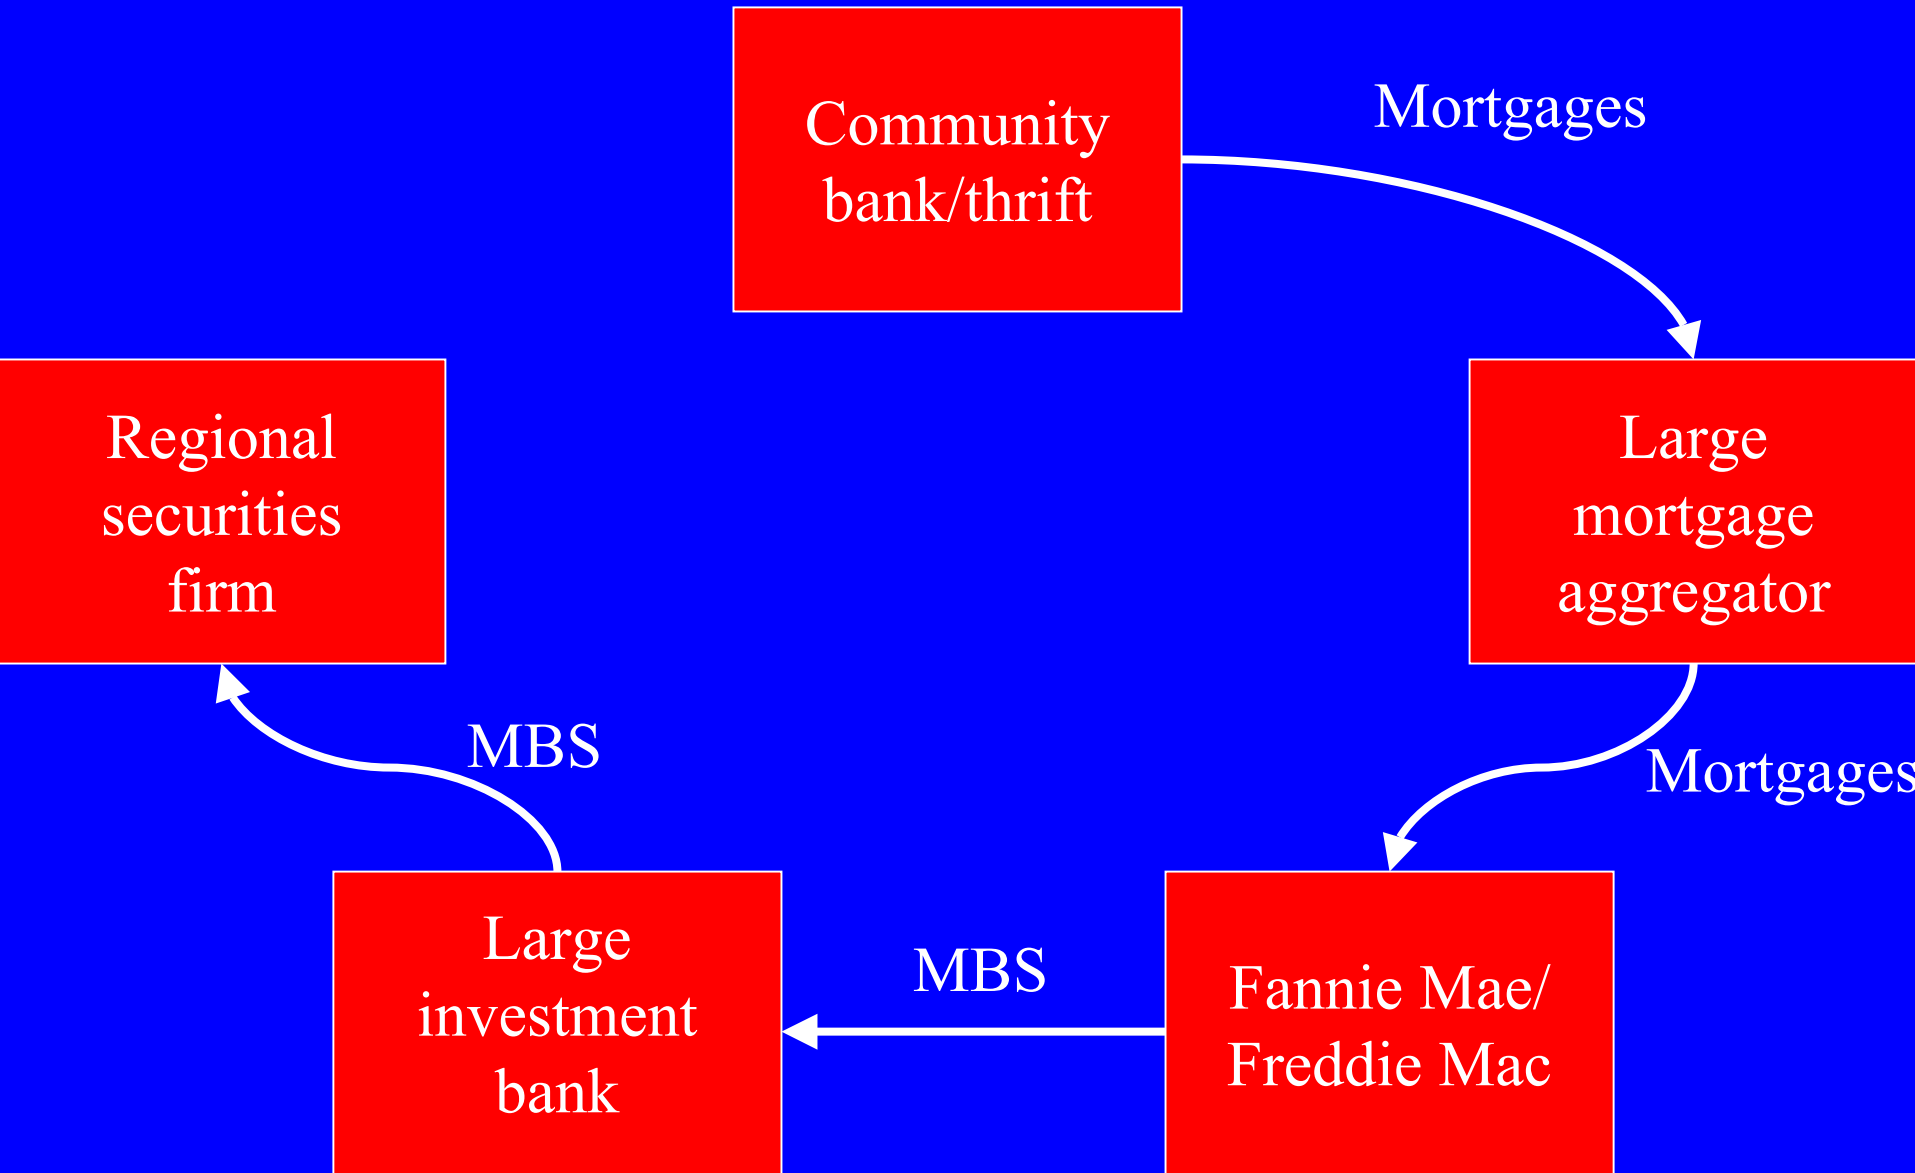 Community
bank/thrift
Mortgages
Regional
securities
firm
Large
mortgage
aggregator
MBS
Mortgages
Large
investment
bank
MBS
Fannie Mae/
Freddie Mac